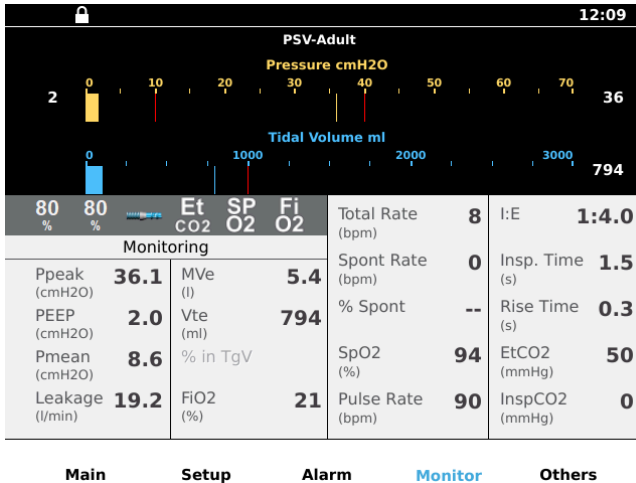 12:09
PSV-Adult
Pressure cmH2O
0 10 20 30 40 50 60 70
2 36
Tidal Volume ml
0 1000 2000 3000
794
80 80 Et SP Fi
% % CO2 O2 O2
Monitoring
Ppeak 36.1 MVe 5.4
(cmH2O) (l)
PEEP 2.0 Vte 794
(cmH2O) (ml)
Pmean 8.6 % in TgV
(cmH2O)
Leakage 19.2 FiO2 21
(l/min) (%)
Total Rate 8 I:E 1:4.0
(bpm)
Spont Rate 0 Insp. Time 1.5
(bpm) (s)
% Spont -- Rise Time 0.3
(s)
SpO2 94 EtCO2 50
(%) (mmHg)
Pulse Rate 90 InspCO2 0
(bpm) (mmHg)
Main Setup Alarm Monitor Others